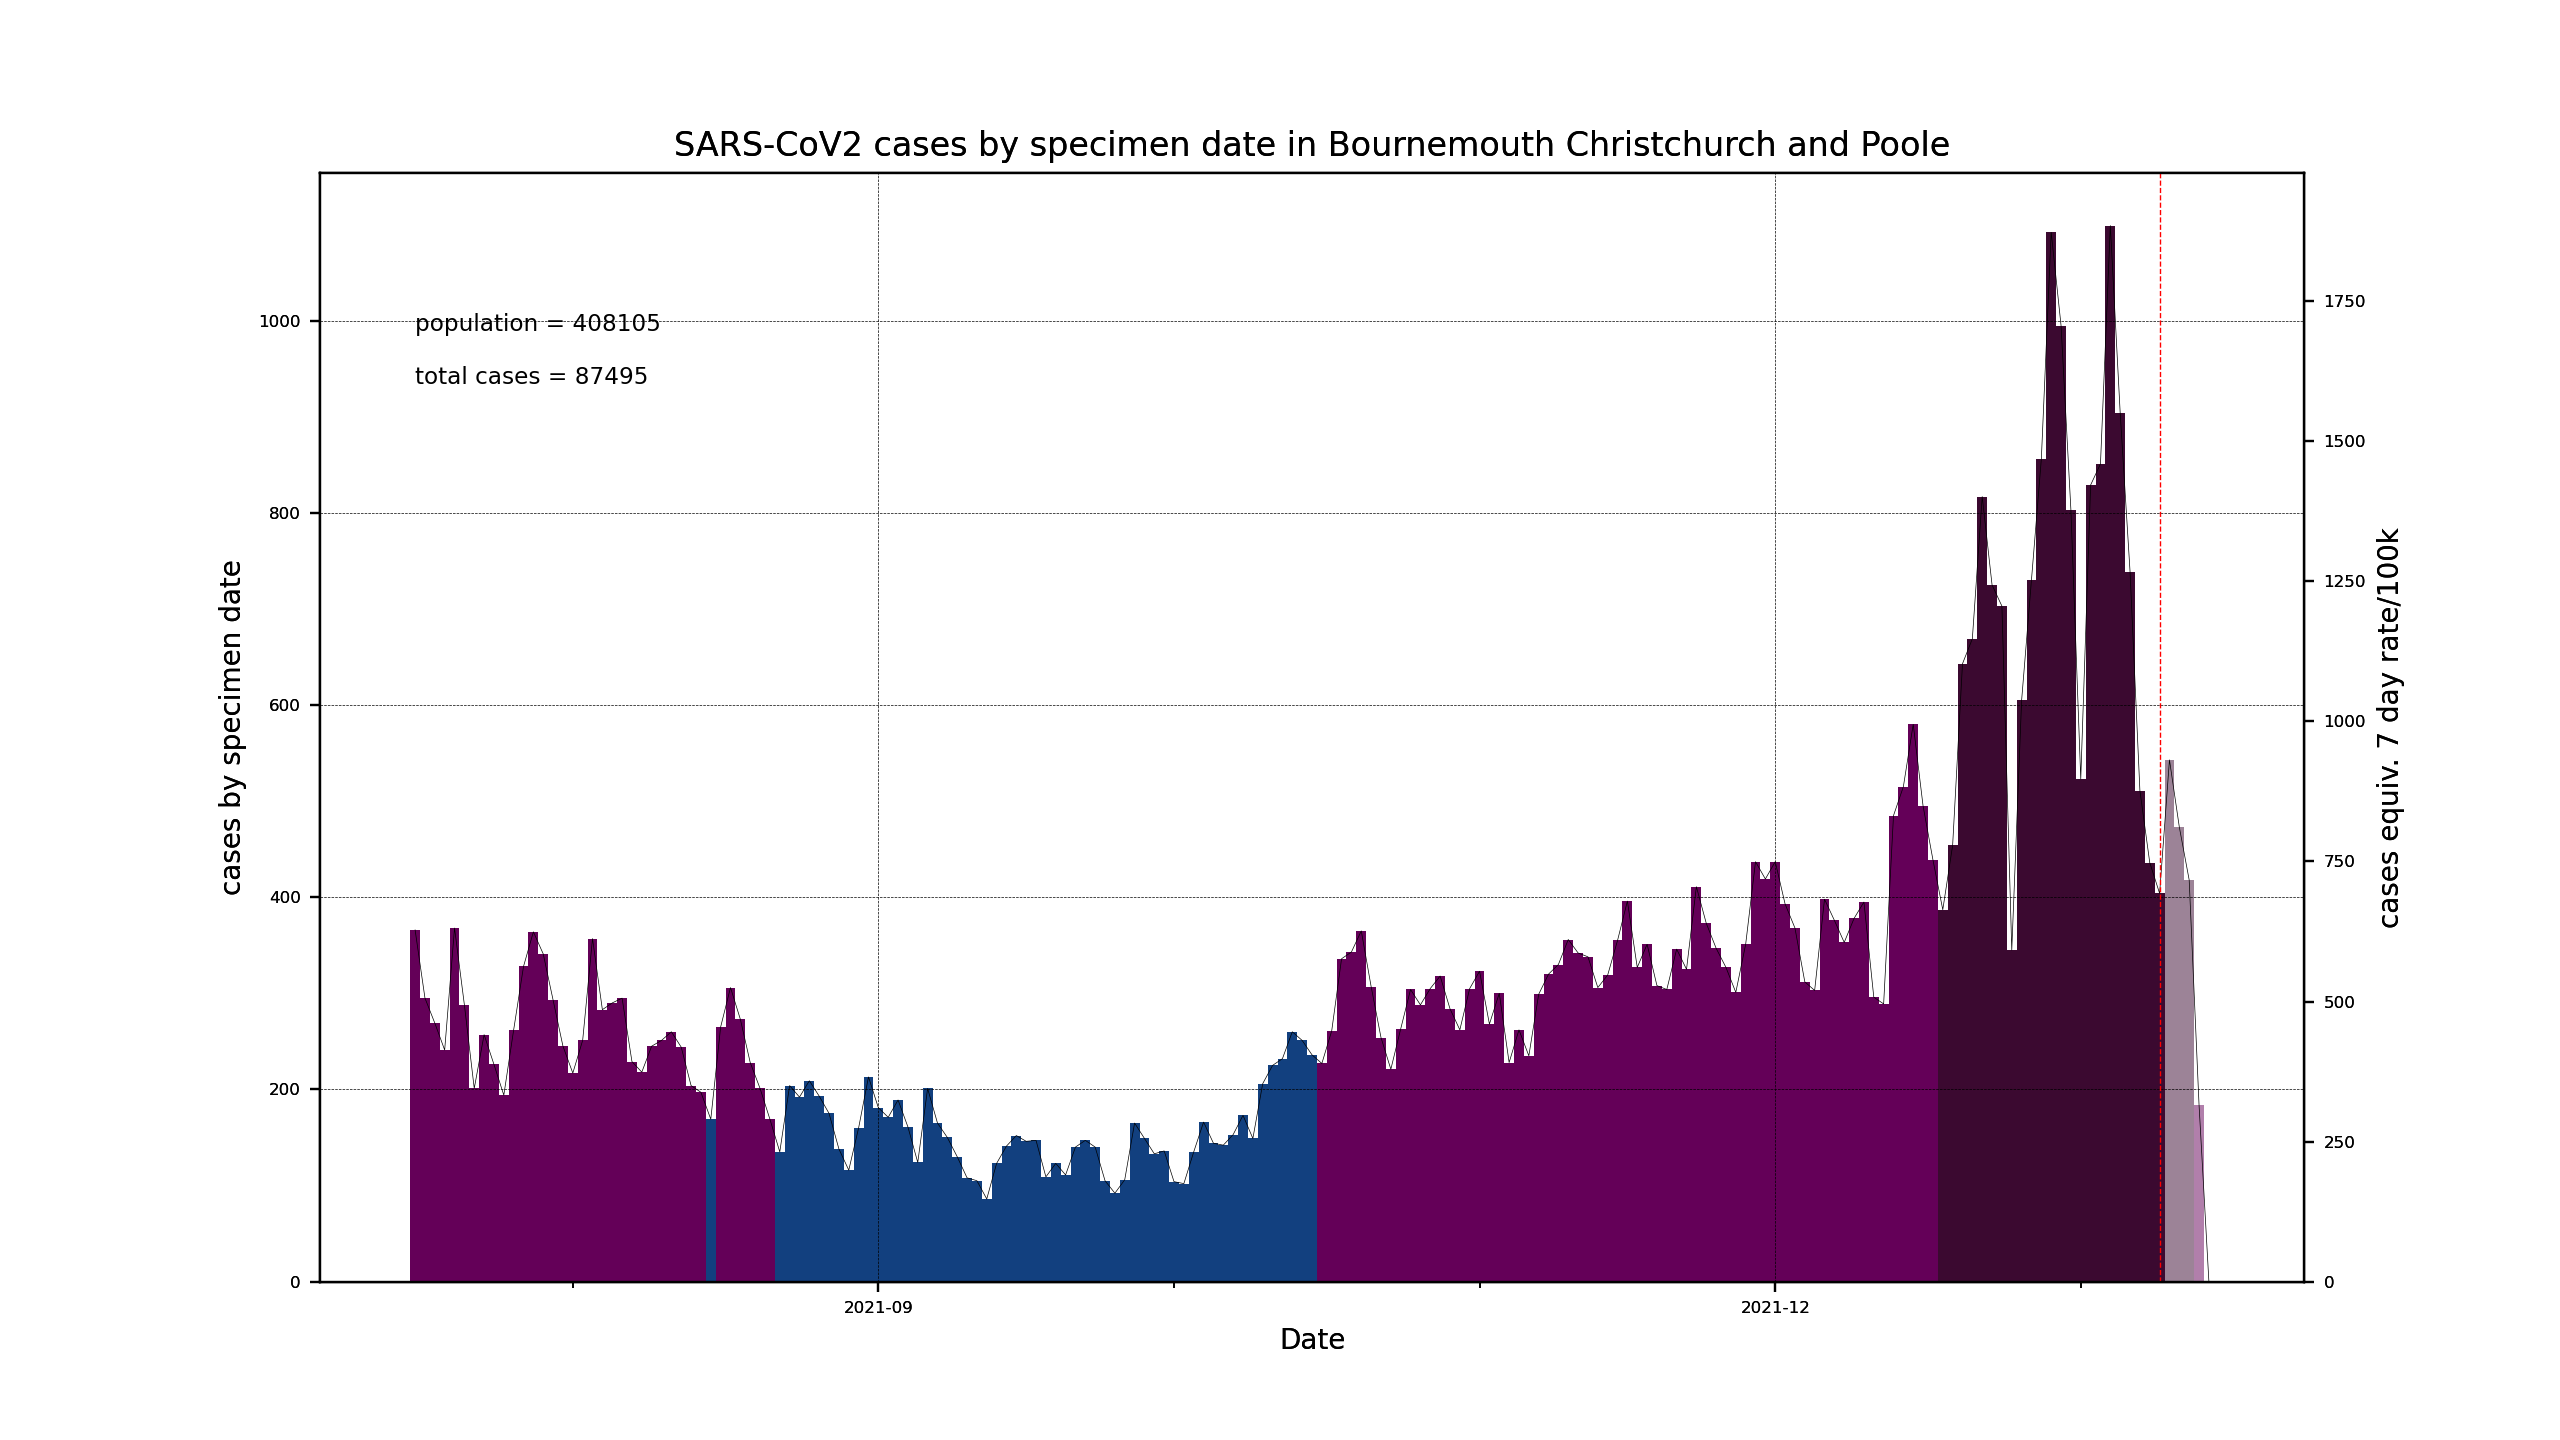 SARS-CoV2 cases by specimen date in Bournemouth Christchurch and Poole
population = 408105
total cases = 87495
cases by specimen date
1000
800
600
400
200
0
1750
1500
1250
1000
750
500
250
0
cases equiv. 7 day rate/100k
2021-09
2021-12
Date